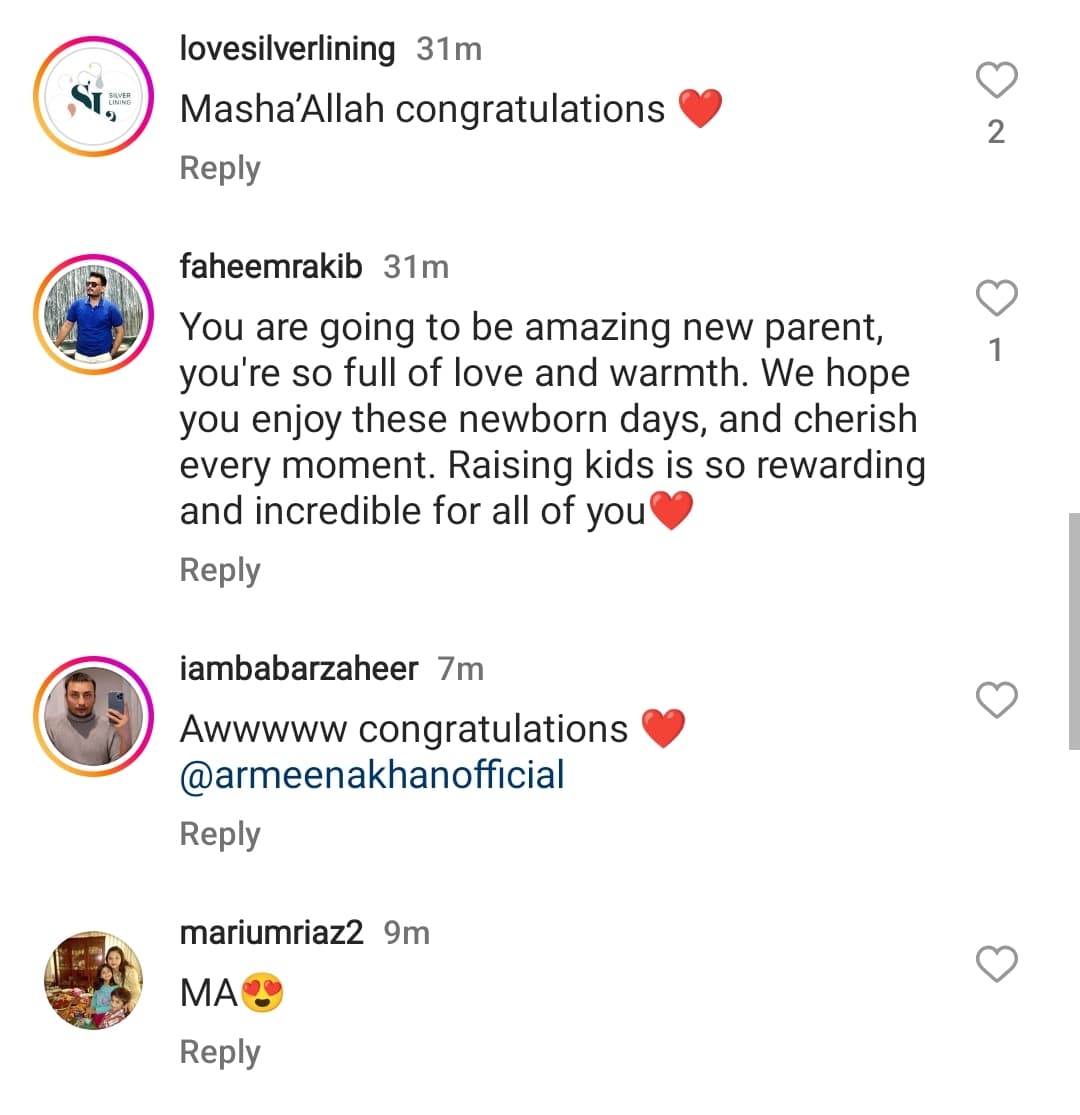 lovesilverlining 31m
SILVER
LINING
Masha’Allah congratulations ❤️
2
Reply
faheemrakib 31m
You are going to be amazing new parent,
1
you're so full of love and warmth. We hope
you enjoy these newborn days, and cherish
every moment. Raising kids is so rewarding
and incredible for all of you❤️
Reply
iambabarzaheer 7m
Awwwww congratulations ❤️
@armeenakhanofficial
Reply
mariumriaz2 9m
MA😍
Reply